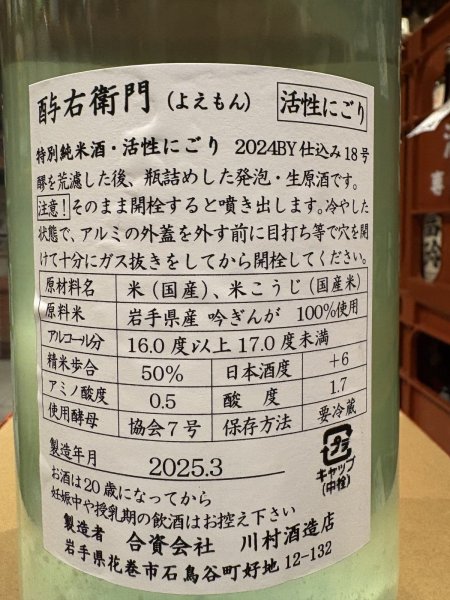 酉与右衛門（よえもん） 活性にごり
特別純米酒・活性にごり 2024BY 仕込み18号
醪を荒濾した後、瓶詰めした発泡・生原酒です。
注意！そのまま開栓すると噴き出します。冷やした
状態で、アルミの外蓋を外す前に目打ち等で穴を開
けて十分にガス抜きをしてから開栓してください。
原材料名 米（国産）、米こうじ（国産米）
原料米 岩手県産 吟ぎんが 100%使用
アルコール分 16.0 度以上 17.0 度未満
精米歩合 50% 日本酒度 +6
アミノ酸度 0.5 酸 度 1.7
使用酵母 協会7号 保存方法 要冷蔵
製造年月 2025.3
お酒は20歳になってから
妊娠中や授乳期の飲酒はお控え下さい
プラ
キャップ
（中栓）
製造者 合資会社 川村酒造店
岩手県花巻市石鳥谷町好地 12-132